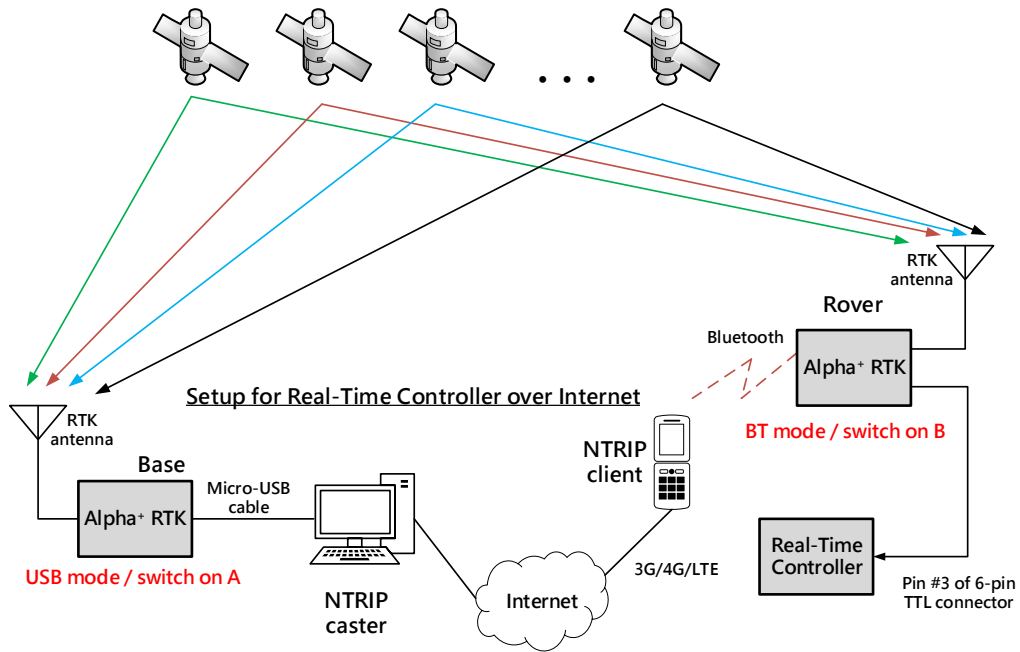 • • •
RTK
antenna
Rover
Bluetooth
Alpha⁺ RTK
Setup for Real-Time Controller over Internet
RTK
antenna
BT mode / switch on B
NTRIP
client
Base
Micro-USB
cable
Alpha⁺ RTK
Real-Time
Controller
USB mode / switch on A
3G/4G/LTE
Pin #3 of 6-pin
TTL connector
NTRIP
caster
Internet